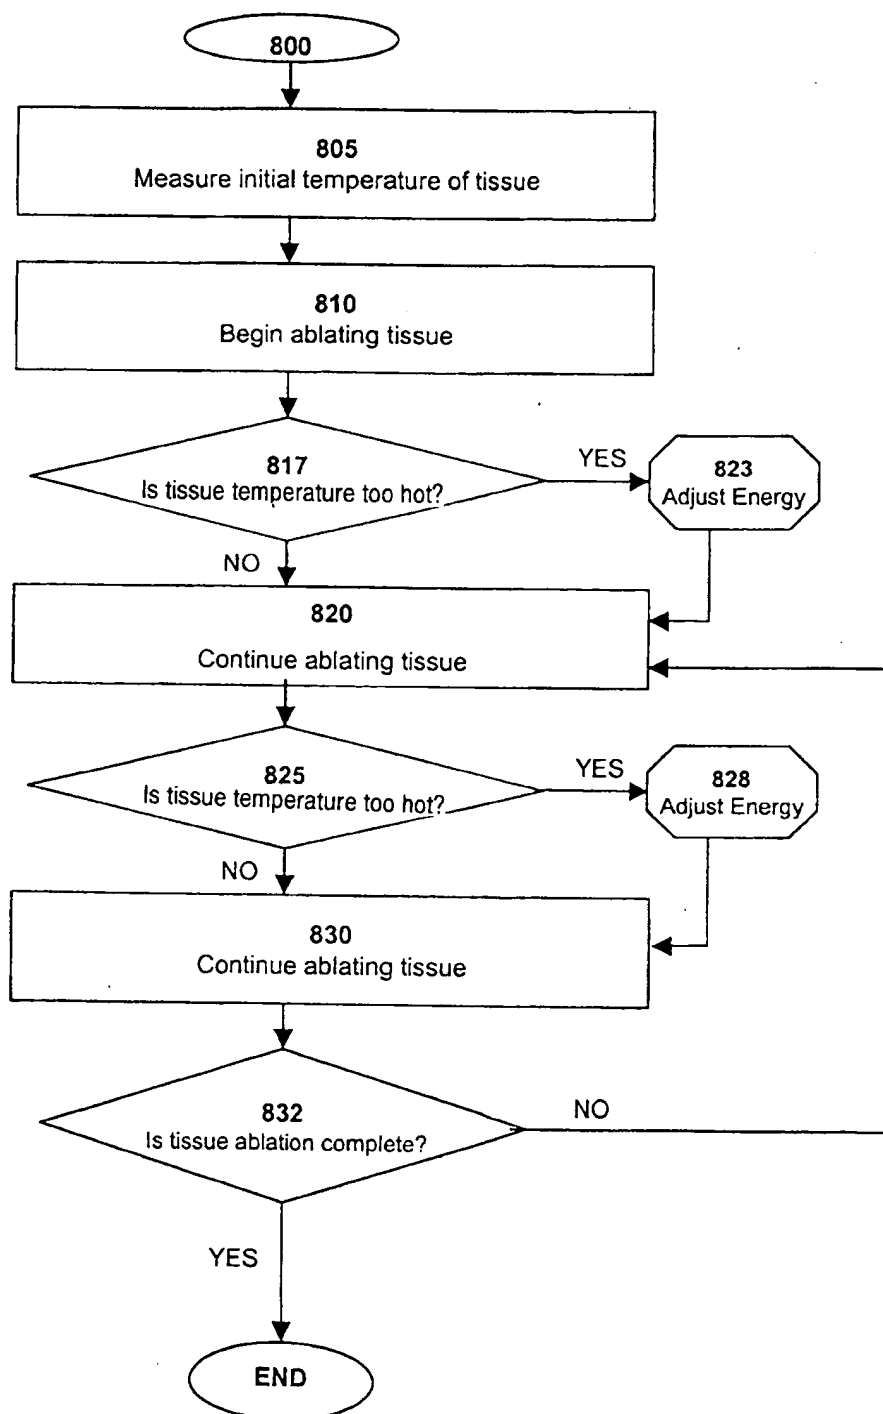 800
805
Measure initial temperature of tissue
810
Begin ablating tissue
817
Is tissue temperature too hot?
YES
823
Adjust Energy
NO
820
Continue ablating tissue
825
Is tissue temperature too hot?
YES
828
Adjust Energy
NO
830
Continue ablating tissue
832
Is tissue ablation complete?
NO
YES
END